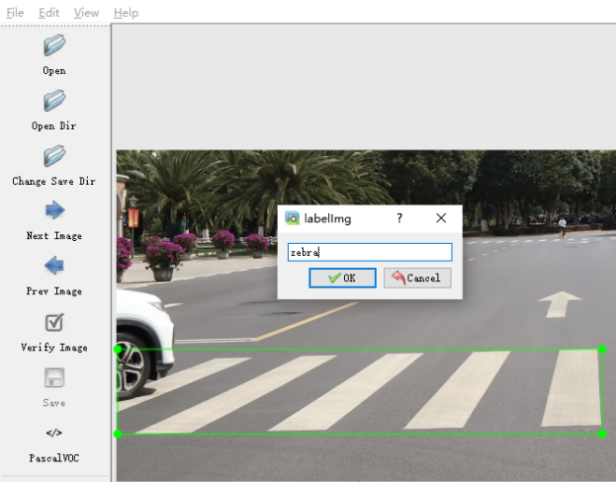 File Edit View Help
Open
Open Dir
Change Save Dir
Next Image
Prev Image
Verify Image
Save
</>
PascalVOC
labelImg ? X
zebra
OK Cancel